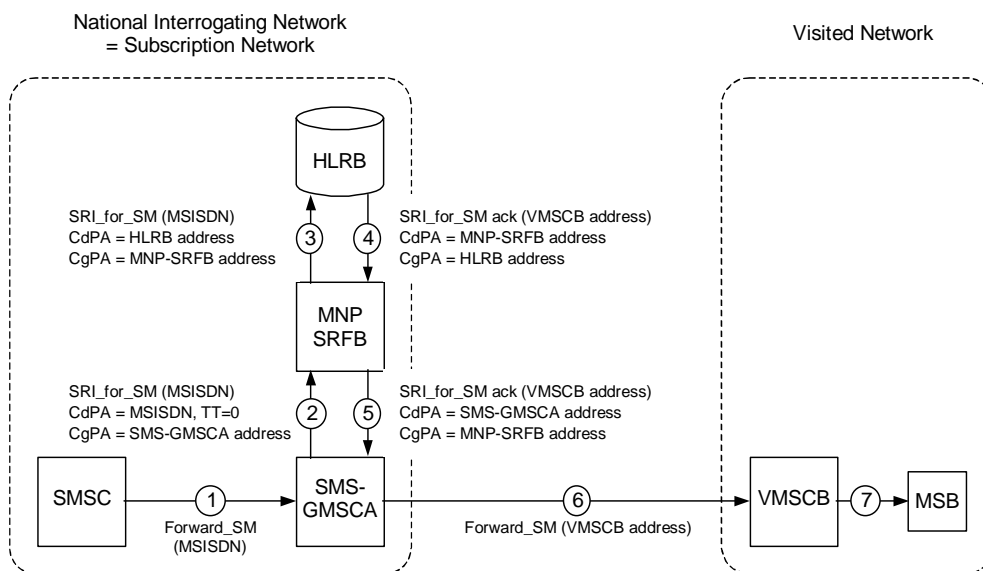 National Interrogating Network
= Subscription Network
Visited Network
HLRB
SRI_for_SM (MSISDN)
CdPA = HLRB address
CgPA = MNP-SRFB address
3
4
SRI_for_SM ack (VMSCB address)
CdPA = MNP-SRFB address
CgPA = HLRB address
MNP
SRFB
SRI_for_SM (MSISDN)
CdPA = MSISDN, TT=0
CgPA = SMS-GMSCA address
2
5
SRI_for_SM ack (VMSCB address)
CdPA = SMS-GMSCA address
CgPA = MNP-SRFB address
SMSC
1
Forward_SM
(MSISDN)
SMS-
GMSCA
6
Forward_SM (VMSCB address)
VMSCB
7
MSB